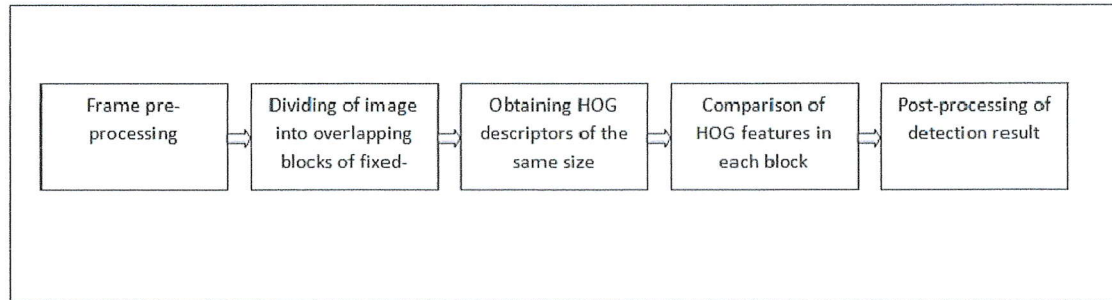 Frame pre-
processing
Dividing of image
into overlapping
blocks of fixed-
Obtaining HOG
descriptors of the
same size
Comparison of
HOG features in
each block
Post-processing of
detection result